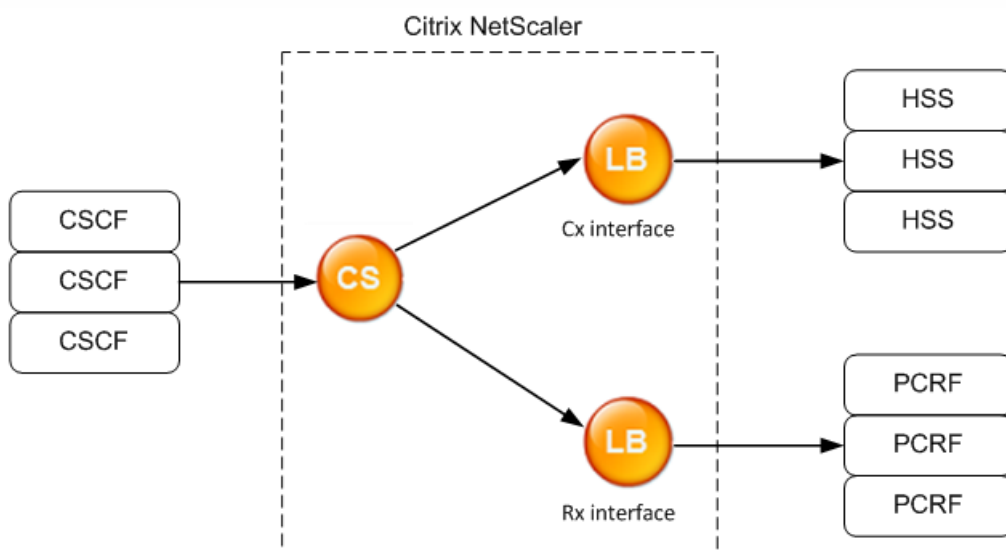 Citrix NetScaler
CSCF
CSCF
CSCF
CS
LB
Cx interface
LB
Rx interface
HSS
HSS
HSS
PCRF
PCRF
PCRF